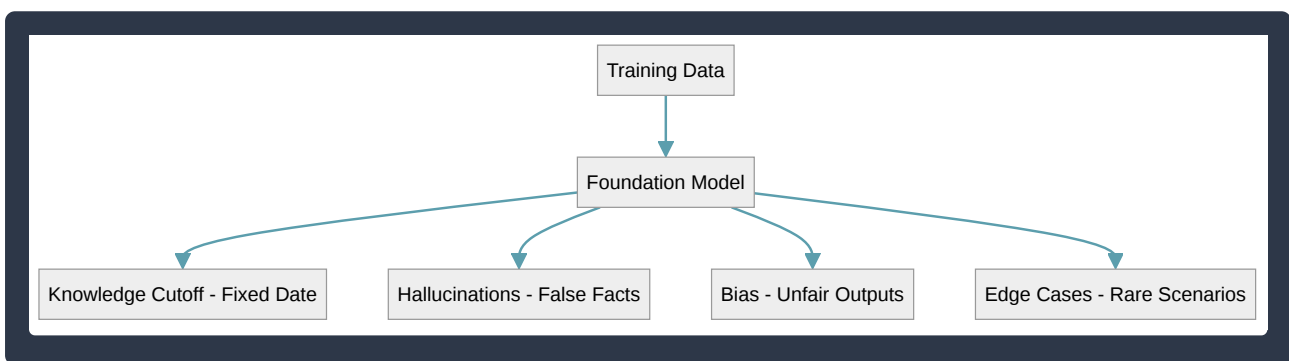 Training Data
Foundation Model
Knowledge Cutoff - Fixed Date
Hallucinations - False Facts
Bias - Unfair Outputs
Edge Cases - Rare Scenarios